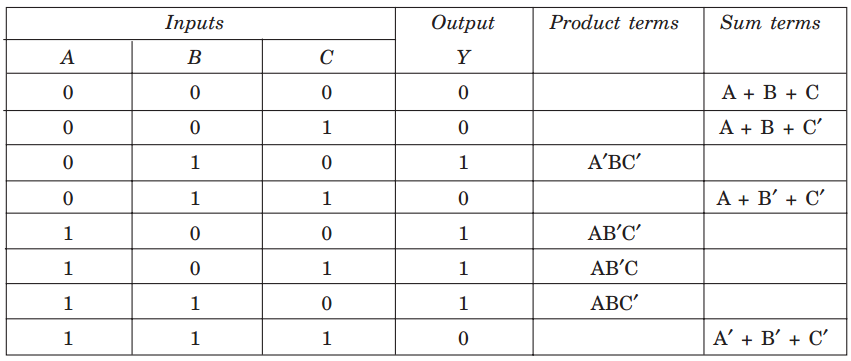 Inputs Output Product terms Sum terms
A B C Y
0 0 0 0 A + B + C
0 0 1 0 A + B + C′
0 1 0 1 A′BC′
0 1 1 0 A + B′ + C′
1 0 0 1 AB′C′
1 0 1 1 AB′C
1 1 0 1 ABC′
1 1 1 0 A′ + B′ + C′